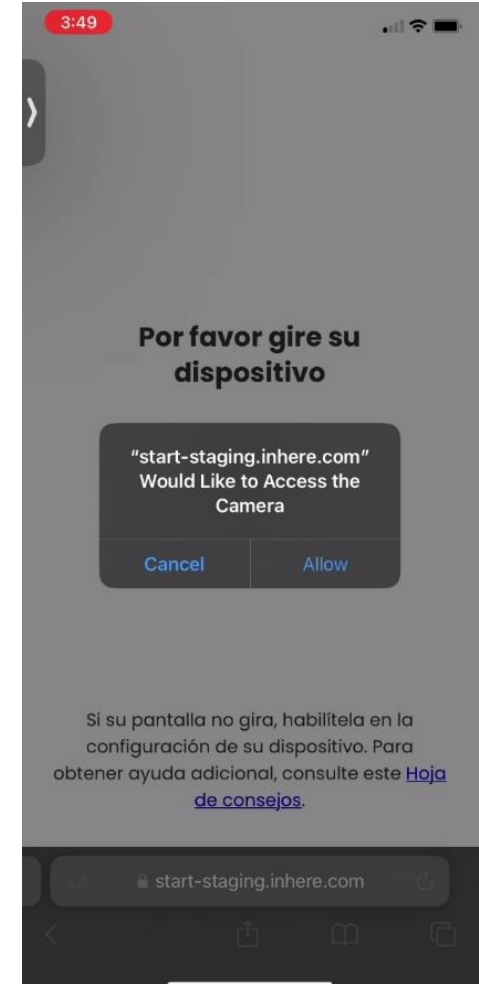 3:49
Por favor gire su
dispositivo
"start-staging.inhere.com"
Would Like to Access the
Camera
Cancel
Allow
Si su pantalla no gira, habilítela en la
configuración de su dispositivo. Para
obtener ayuda adicional, consulte este Hoja
de consejos.
AA
start-staging.inhere.com